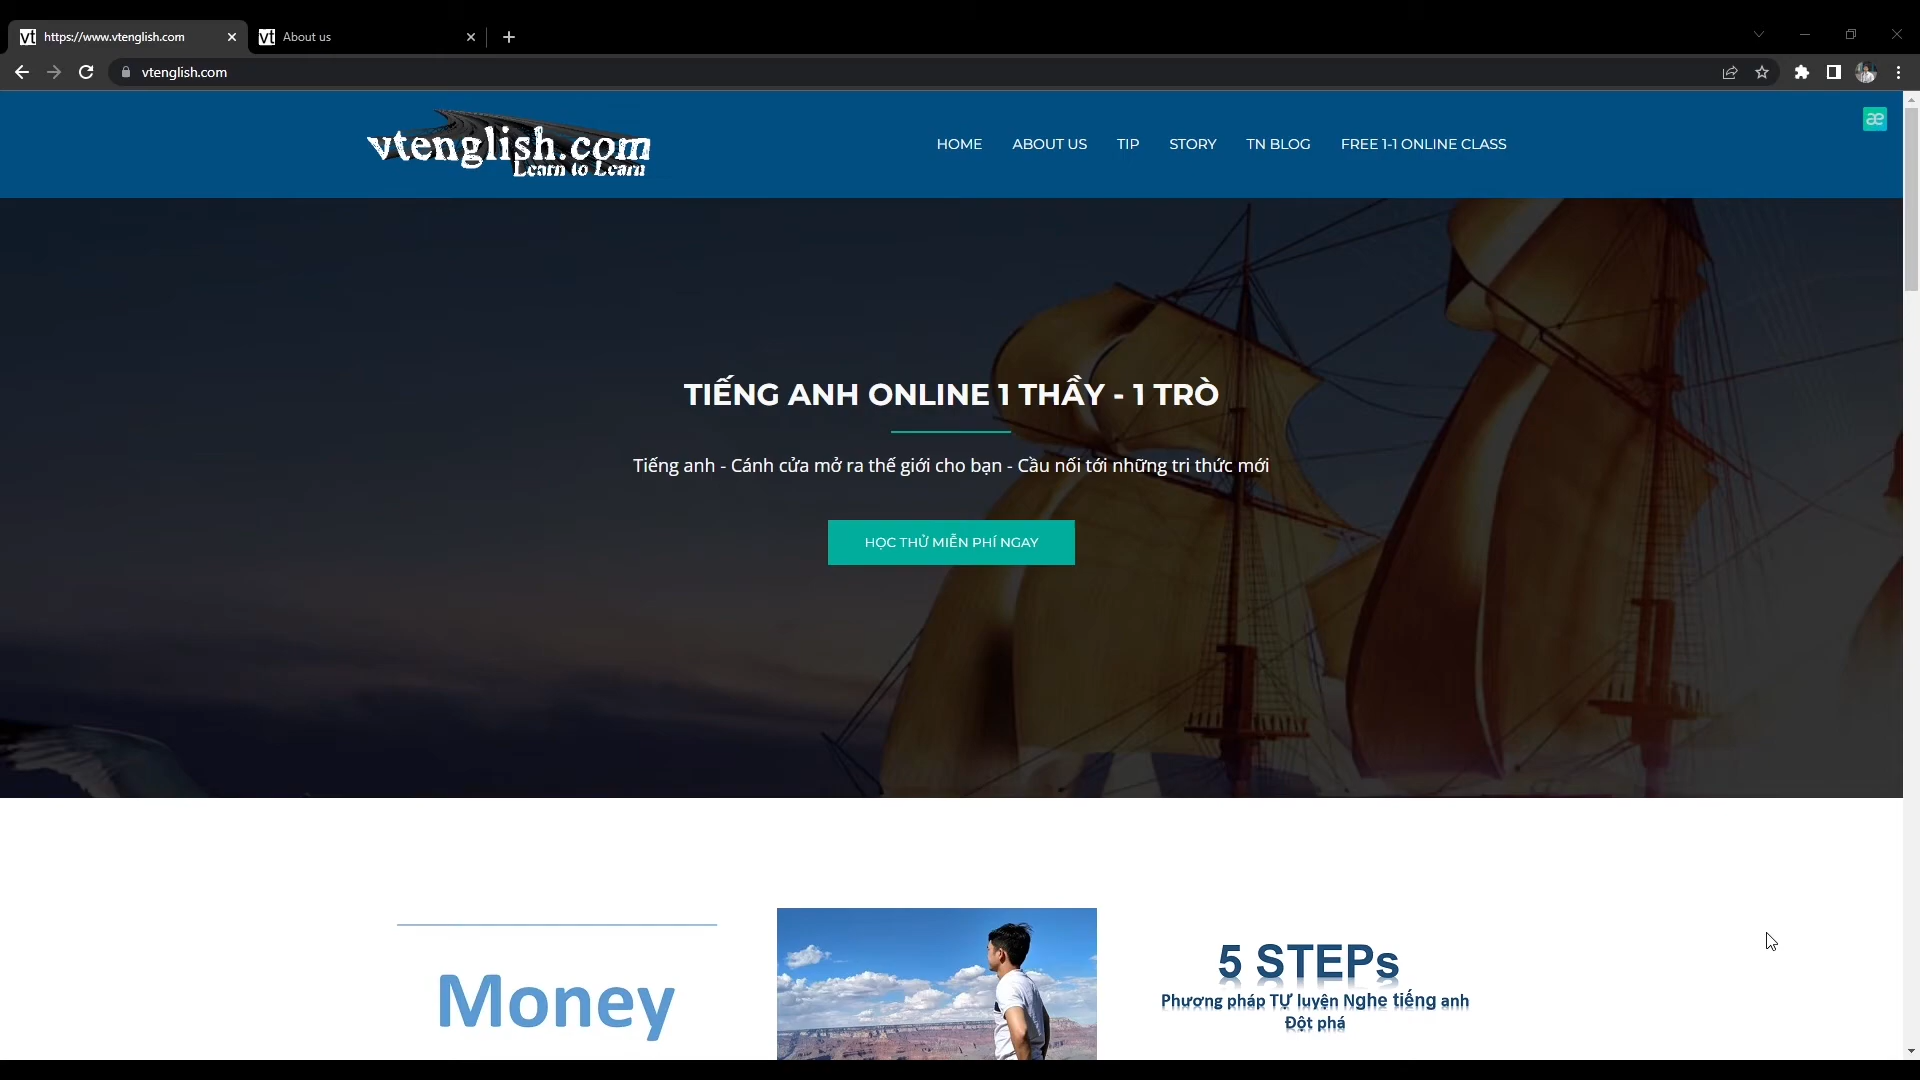 https://www.vtenglish.com
About us
vtenglish.com
vtenglish.com
Learn to Learn
HOME
ABOUT US
TIP
STORY
TN BLOG
FREE 1-1 ONLINE CLASS
æ
TIẾNG ANH ONLINE 1 THẦY - 1 TRÒ
Tiếng anh - Cánh cửa mở ra thế giới cho bạn - Cầu nối tới những tri thức mới
HỌC THỬ MIỄN PHÍ NGAY
Money
5 STEPs
Phương pháp TỰ luyện Nghe tiếng anh
Đột phá